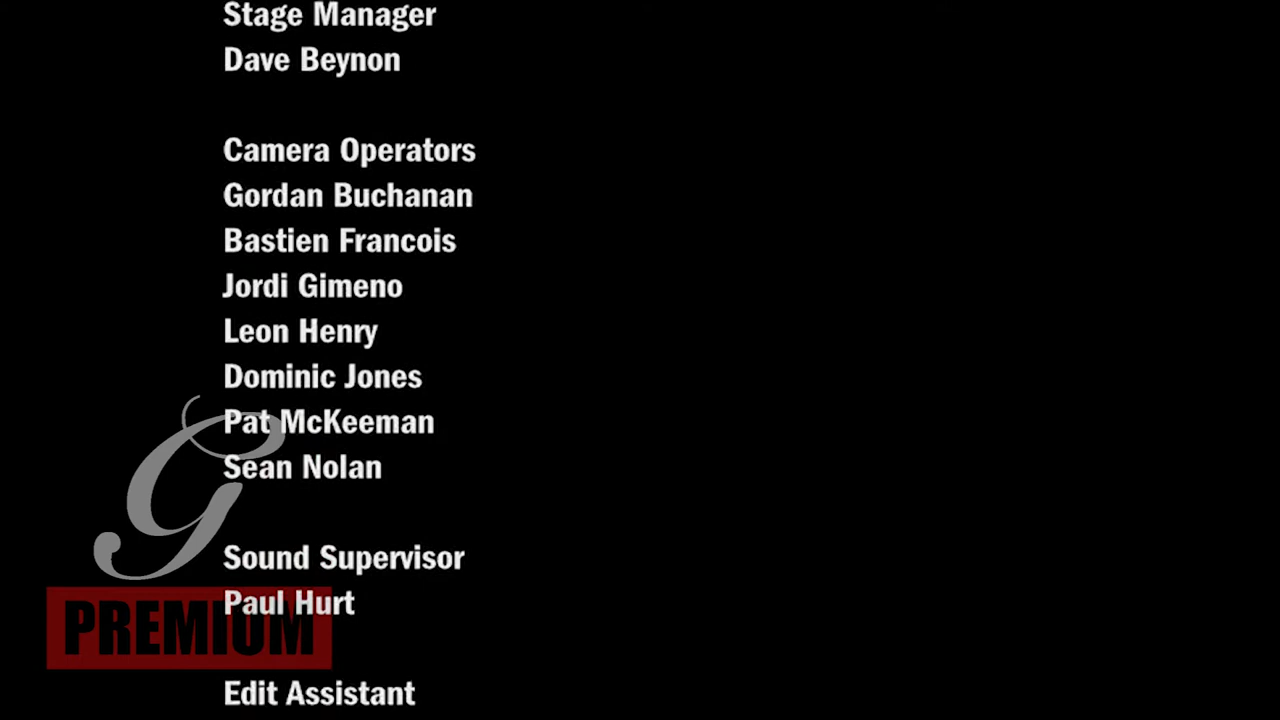 Stage Manager
Dave Beynon
Camera Operators
Gordan Buchanan
Bastien Francois
Jordi Gimeno
Leon Henry
Dominic Jones
Pat McKeeman
Sean Nolan
G
Sound Supervisor
Paul Hurt
PREMIUM
Edit Assistant